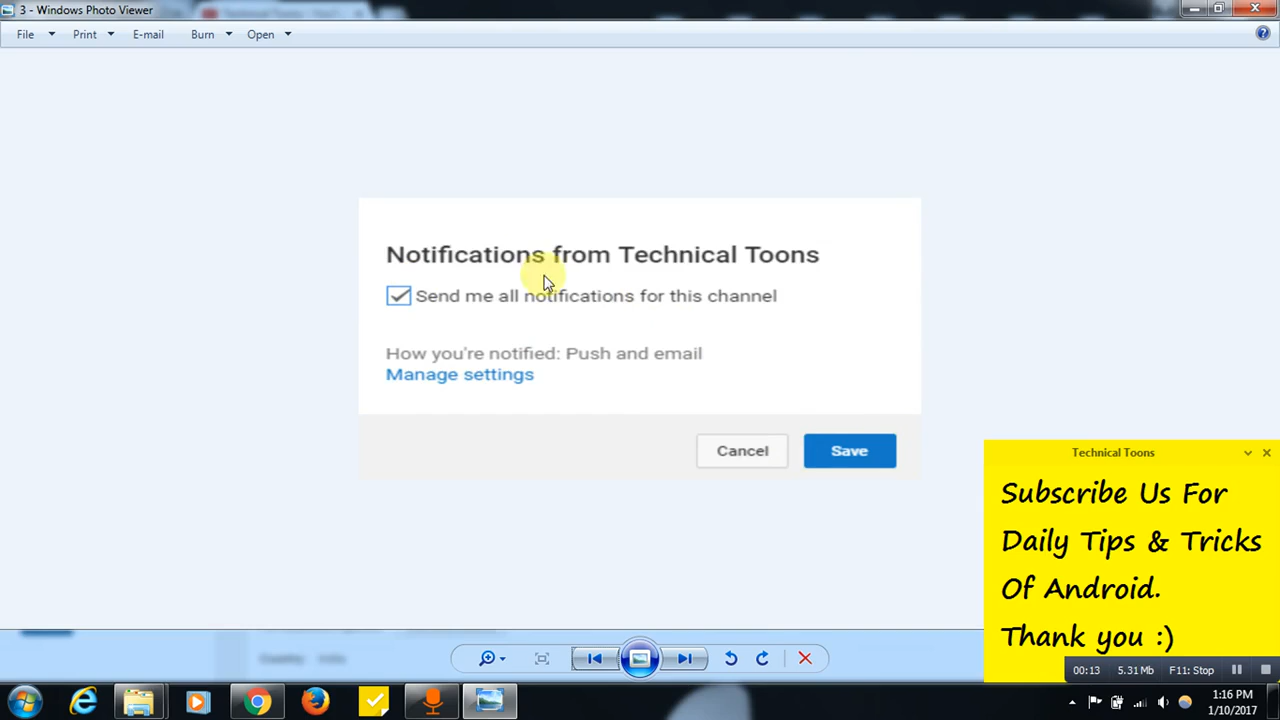 3 - Windows Photo Viewer
File Print E-mail Burn Open
Notifications from Technical Toons
Send me all notifications for this channel
How you're notified: Push and email
Manage settings
Cancel Save
Technical Toons
Subscribe Us For
Daily Tips & Tricks
Of Android.
Thank you :)
00:13 5.31 Mb F11: Stop
1:16 PM
1/10/2017